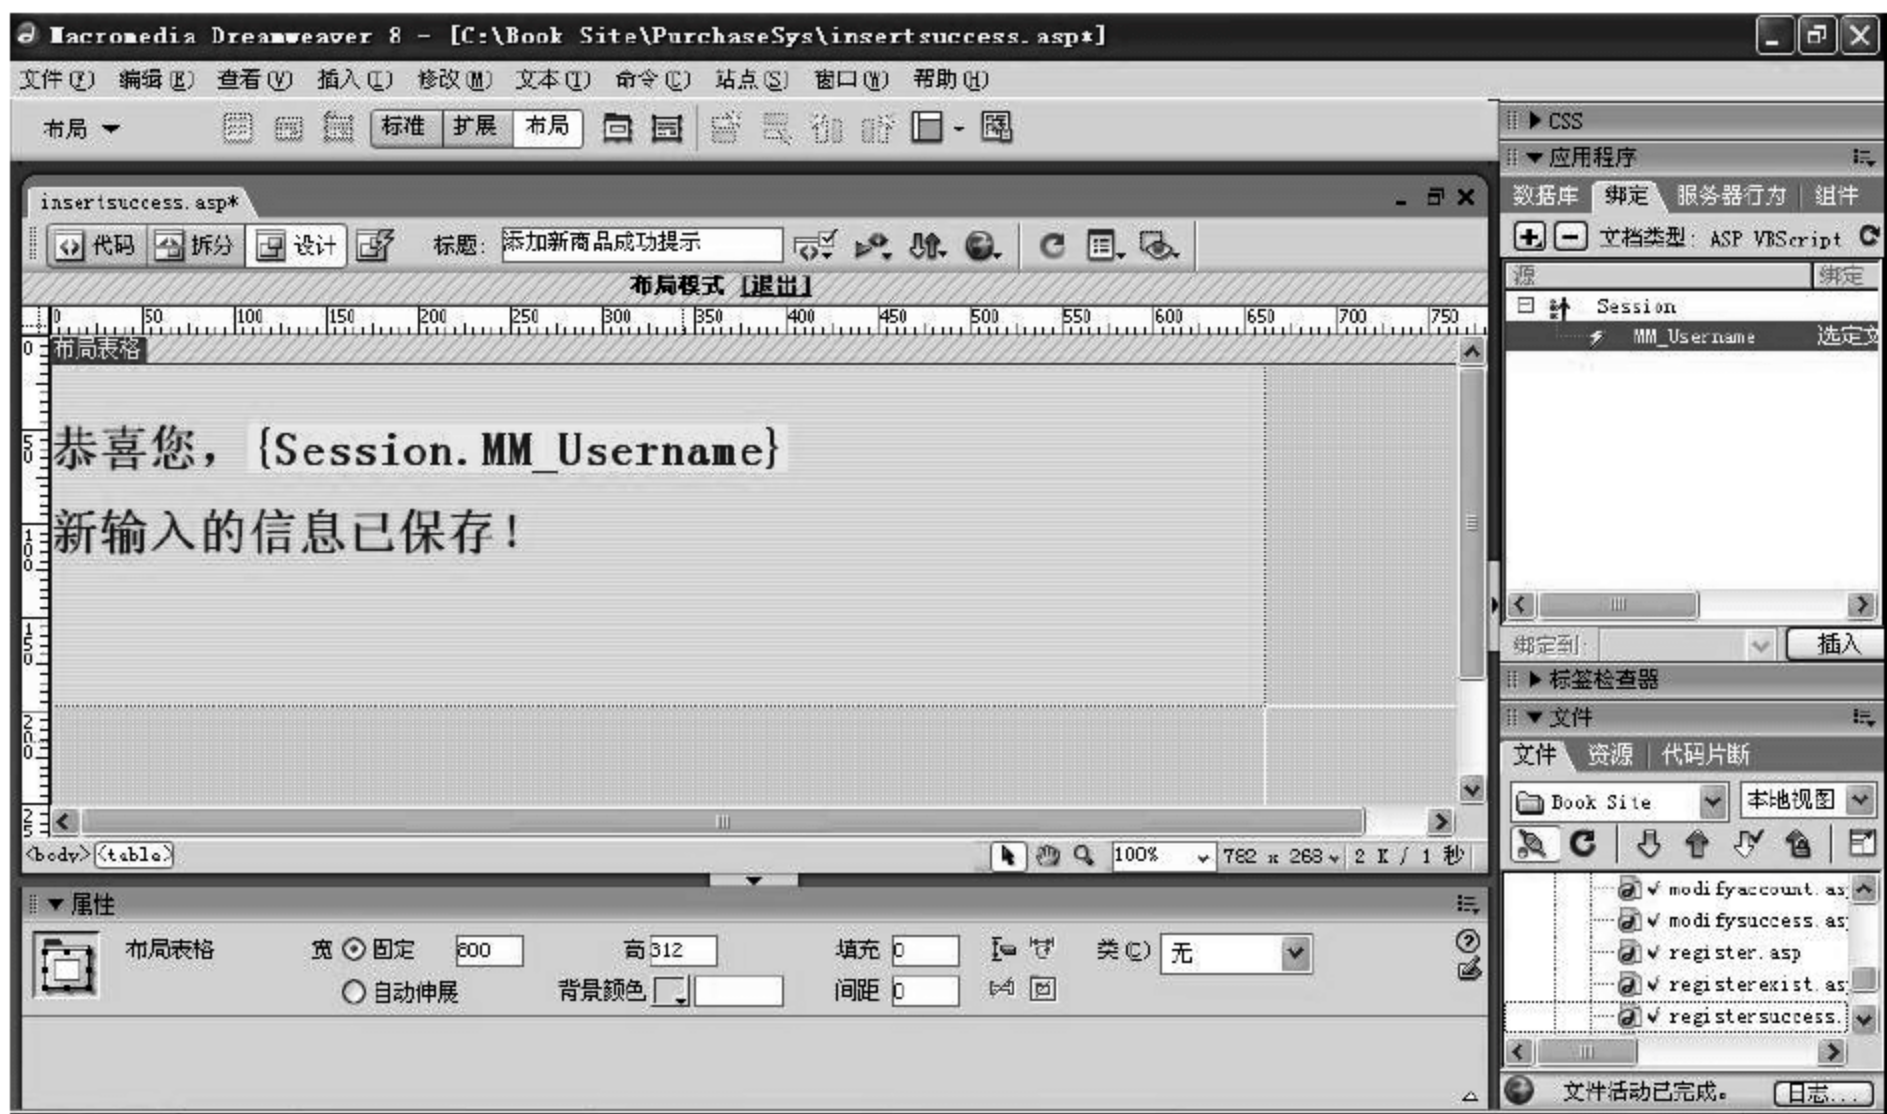 Macromedia Dreamweaver 8 - [C:\Book Site\PurchaseSys\insertsuccess.asp*]
文件(F) 编辑(E) 查看(V) 插入(I) 修改(M) 文本(T) 命令(C) 站点(S) 窗口(W) 帮助(H)
布局 标准 扩展 布局
insertsuccess.asp*
代码 拆分 设计 标题: 添加新商品成功提示
布局模式 [退出]
0 50 100 150 200 250 300 350 400 450 500 550 600 650 700 750
布局表格
恭喜您，{Session.MM_Username}
新输入的信息已保存！
0 50 100 150 200 25
<body> <table>
100% 782 x 268 2 K / 1 秒
属性
布局表格 宽 固定 600 高 312 填充 0 类(C) 无
自动伸展 背景颜色 间距 0
CSS
应用程序
数据库 绑定 服务器行为 组件
文档类型: ASP VBScript
源 绑定
Session
MM_Username 选定文
绑定到: 插入
标签检查器
文件
文件 资源 代码片断
Book Site 本地视图
modifyaccount.as
modifysuccess.as
register.asp
registerexist.as
registersuccess.
文件活动已完成。 日志...